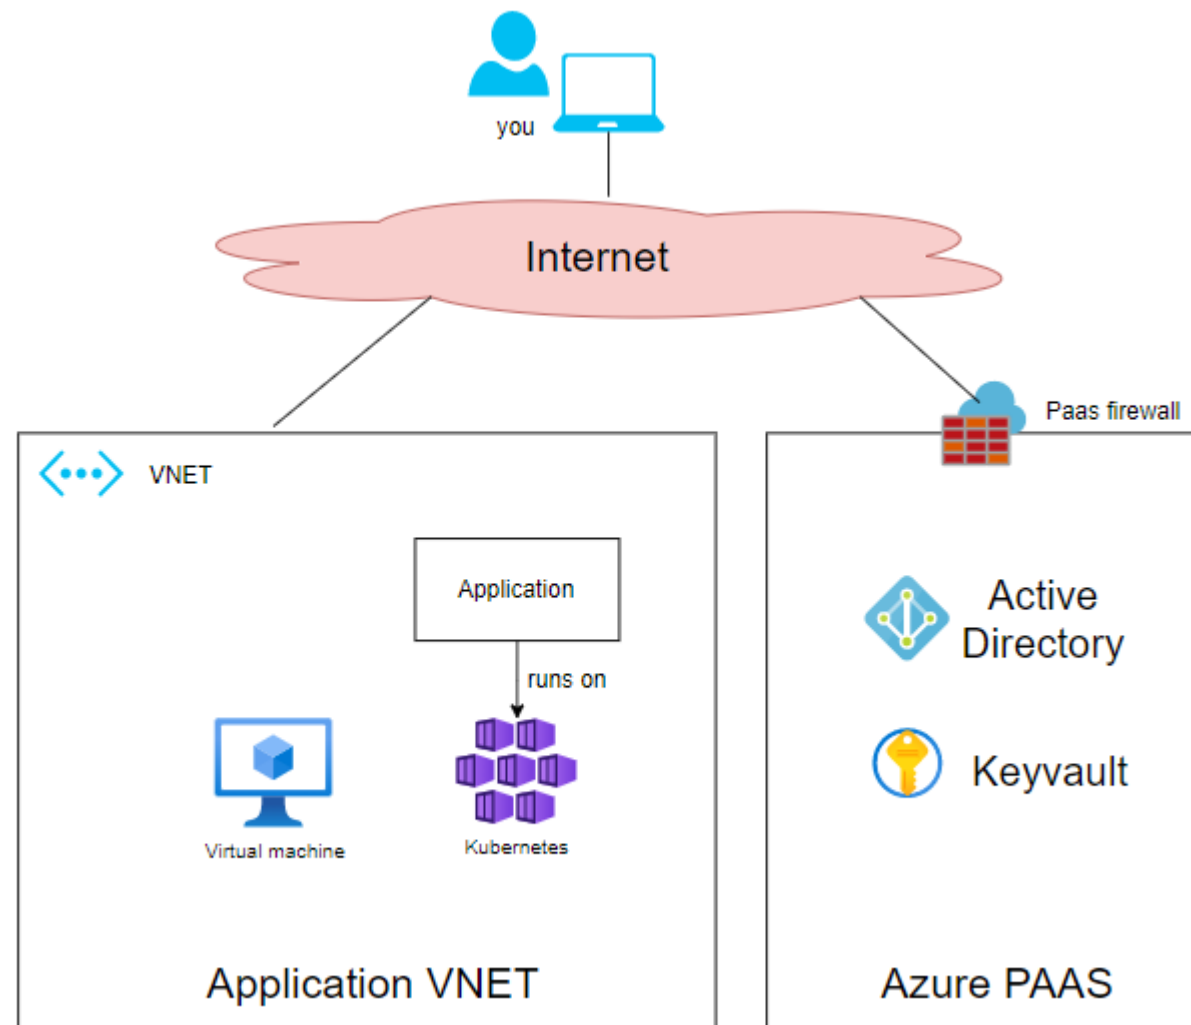 you
Internet
Paas firewall
VNET
Application
runs on
Active
Directory
Keyvault
Virtual machine
Kubernetes
Application VNET
Azure PAAS